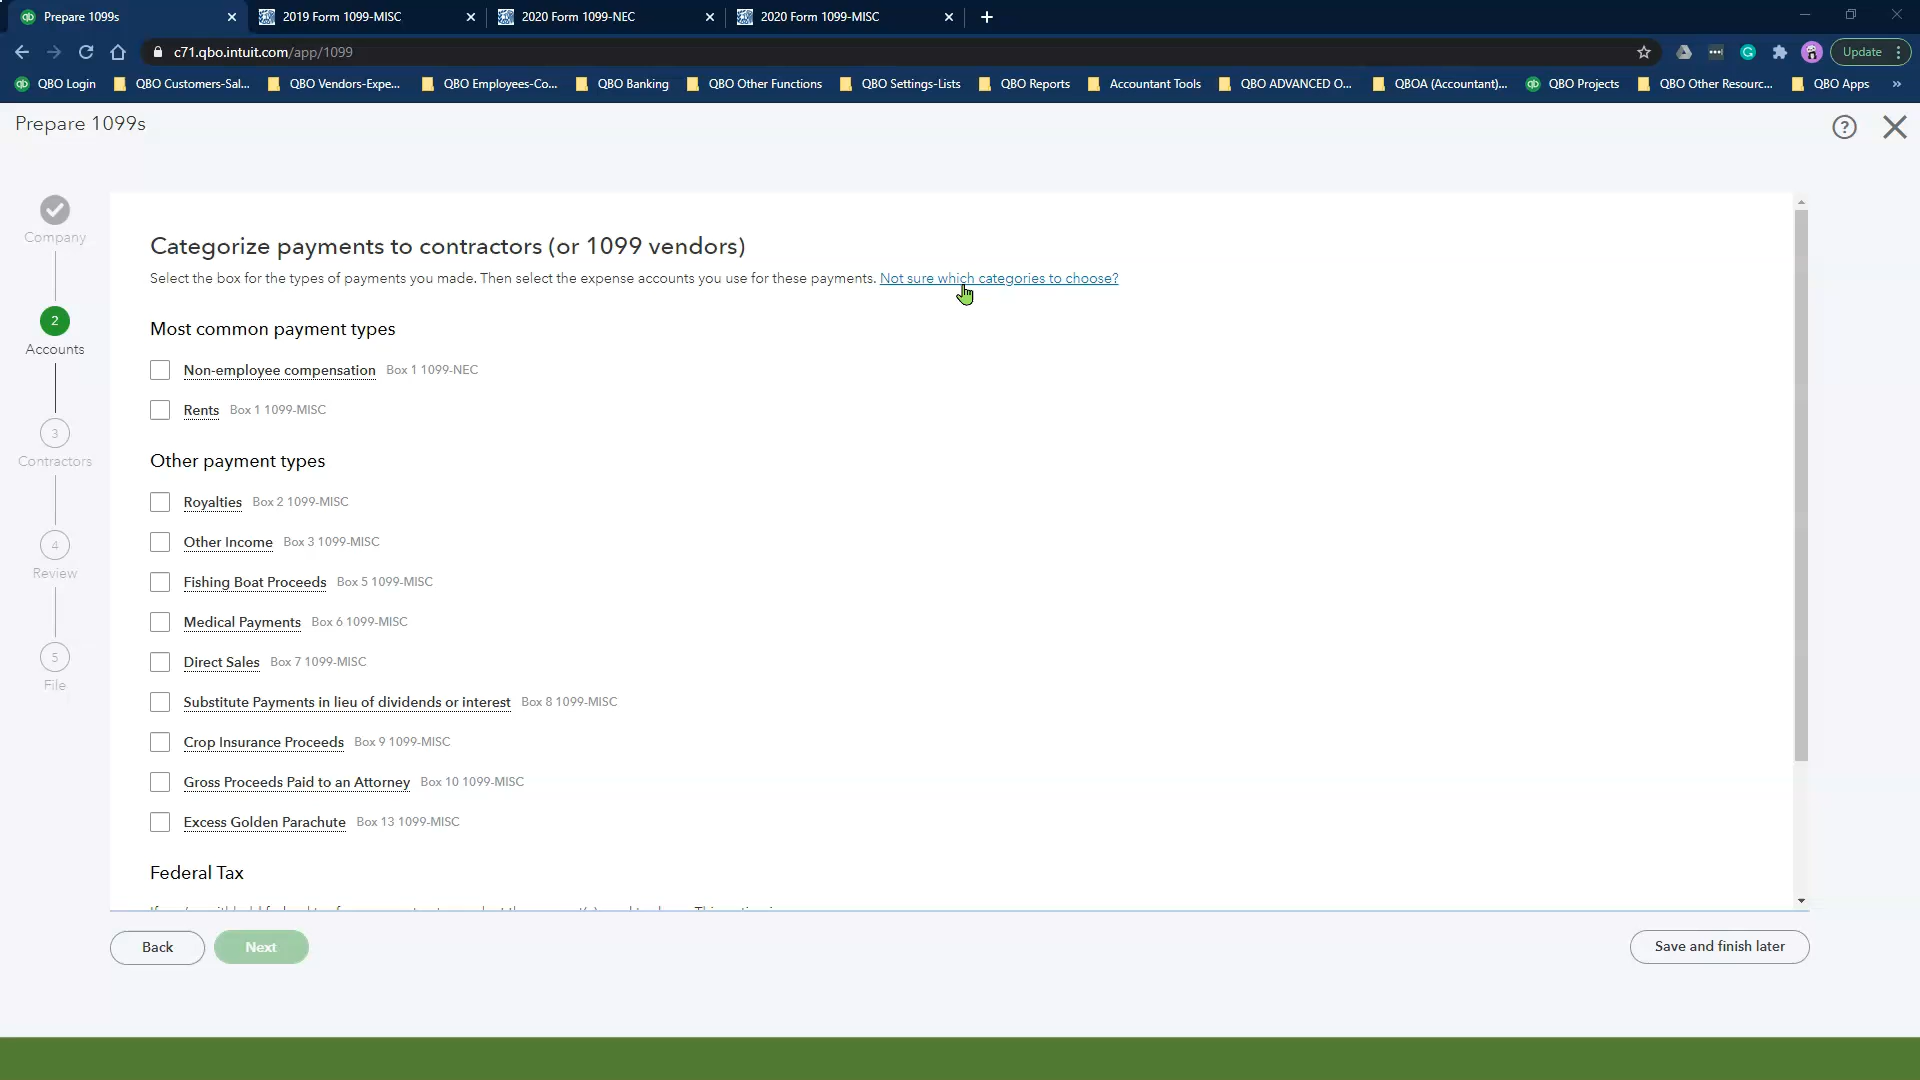 Prepare 1099s
2019 Form 1099-MISC
2020 Form 1099-NEC
2020 Form 1099-MISC
c71.qbo.intuit.com/app/1099
Update
QBO Login
QBO Customers-Sal...
QBO Vendors-Expe...
QBO Employees-Co...
QBO Banking
QBO Other Functions
QBO Settings-Lists
QBO Reports
Accountant Tools
QBO ADVANCED O...
QBOA (Accountant)...
QBO Projects
QBO Other Resourc...
QBO Apps
»
Prepare 1099s
Company
2
Accounts
3
Contractors
4
Review
5
File
Categorize payments to contractors (or 1099 vendors)
Select the box for the types of payments you made. Then select the expense accounts you use for these payments. Not sure which categories to choose?
Most common payment types
Non-employee compensation Box 1 1099-NEC
Rents Box 1 1099-MISC
Other payment types
Royalties Box 2 1099-MISC
Other Income Box 3 1099-MISC
Fishing Boat Proceeds Box 5 1099-MISC
Medical Payments Box 6 1099-MISC
Direct Sales Box 7 1099-MISC
Substitute Payments in lieu of dividends or interest Box 8 1099-MISC
Crop Insurance Proceeds Box 9 1099-MISC
Gross Proceeds Paid to an Attorney Box 10 1099-MISC
Excess Golden Parachute Box 13 1099-MISC
Federal Tax
Back
Next
Save and finish later